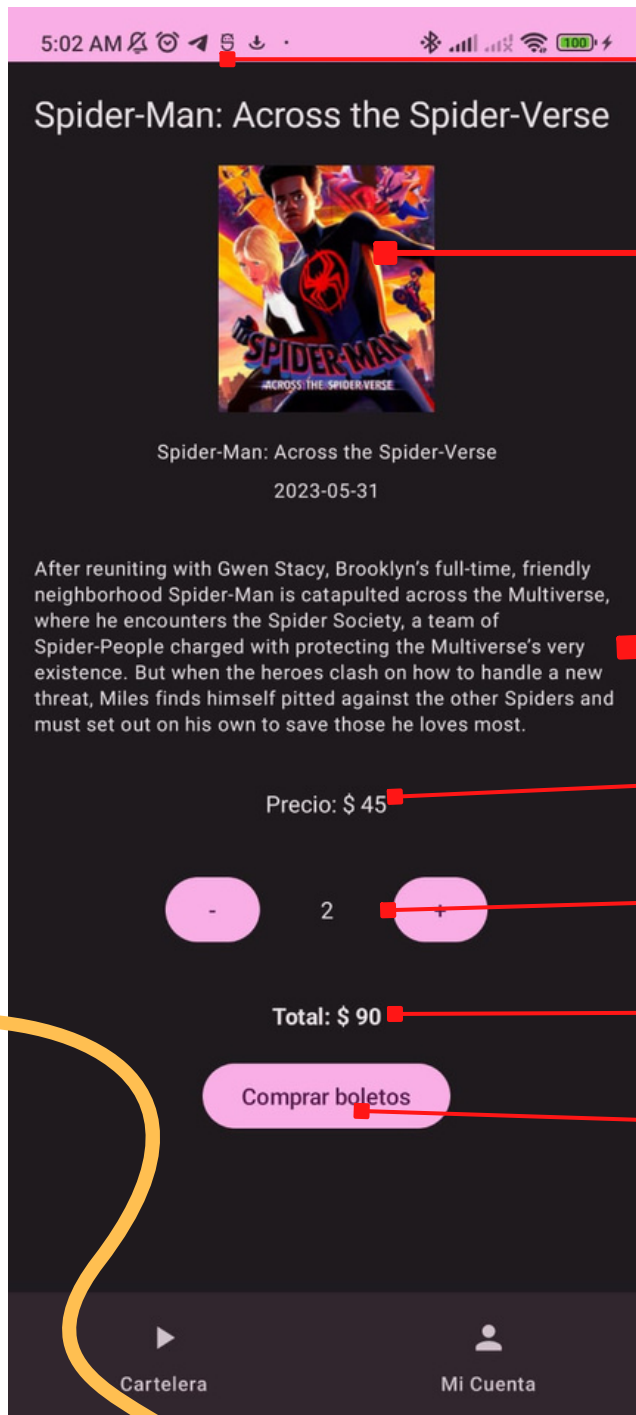 5:02 AM
100
Spider-Man: Across the Spider-Verse
SPIDER-MAN
ACROSS THE SPIDER-VERSE
Spider-Man: Across the Spider-Verse
2023-05-31
After reuniting with Gwen Stacy, Brooklyn’s full-time, friendly
neighborhood Spider-Man is catapulted across the Multiverse,
where he encounters the Spider Society, a team of
Spider-People charged with protecting the Multiverse’s very
existence. But when the heroes clash on how to handle a new
threat, Miles finds himself pitted against the other Spiders and
must set out on his own to save those he loves most.
Precio: $ 45
- 2 +
Total: $ 90
Comprar boletos
Cartelera Mi Cuenta